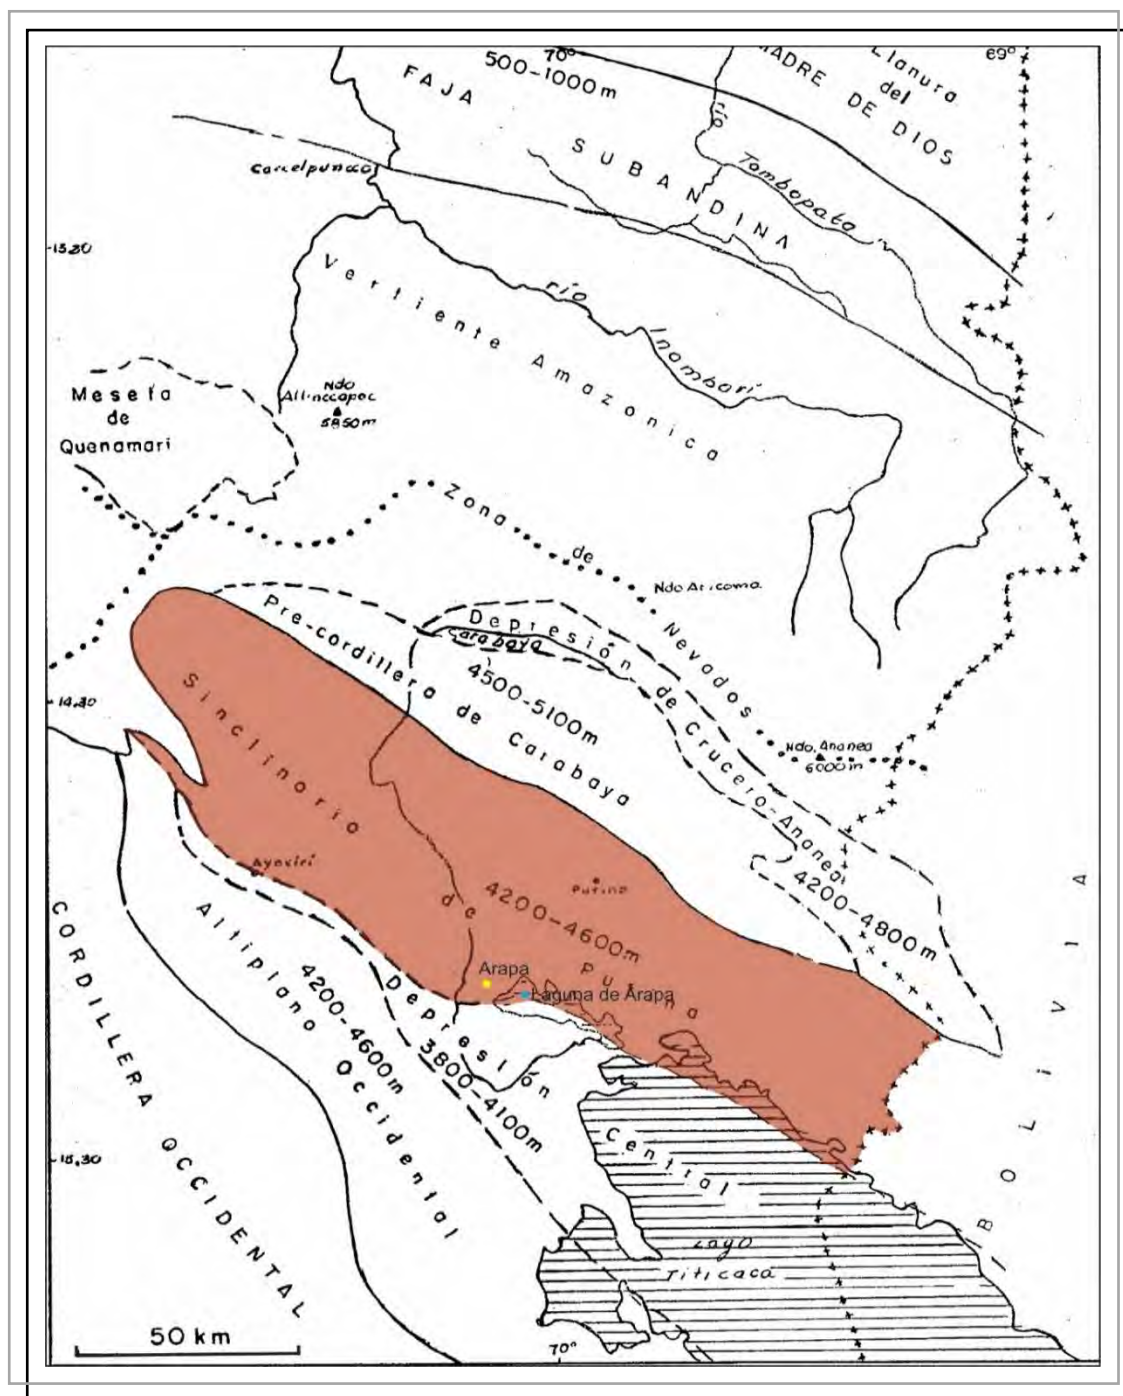 70°
500-1000m
69°
FAJA SUBANDINA
Llanura
del
MADRE DE DIOS
río
Tambopata
Carcelpuncco
-13.30
Vertiente Amazonica
río Inambari
Meseta
de
Quenamari
Ndo
Allinccapac
5850m
Zona de Nevados
Ndo Aricoma
Ndo. Ananea
6000m
Pre-cordillera de Carabaya
4500-5100m
Depresión de Crucero-Ananea
Carabaya
4200-4800m
14.30
Sinclinorio de Putina
4200-4600m
Putina
Ayaviri
Arapa
Laguna de Arapa
Altiplano Occidental
4200-4600m
Depresión Central
3800-4100m
CORDILLERA OCCIDENTAL
15.30
Lago
Titicaca
BOLIVIA
50 km
70°